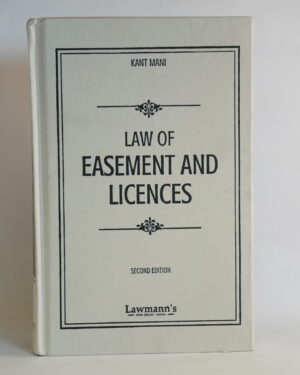 KANT MANI
LAW OF
EASEMENT AND
LICENCES
SECOND EDITION
Lawmann's